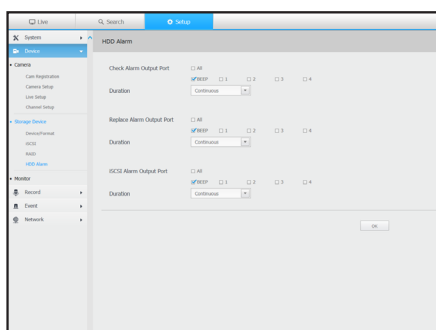 Live
Search
Setup
System
Device
Camera
Cam Registration
Camera Setup
Live Setup
Channel Setup
Storage Device
Device/Format
iSCSI
RAID
HDD Alarm
Monitor
Record
Event
Network
HDD Alarm
Check Alarm Output Port
All
BEEP 1 2 3 4
Duration Continuous
Replace Alarm Output Port
All
BEEP 1 2 3 4
Duration Continuous
iSCSI Alarm Output Port
All
BEEP 1 2 3 4
Duration Continuous
OK